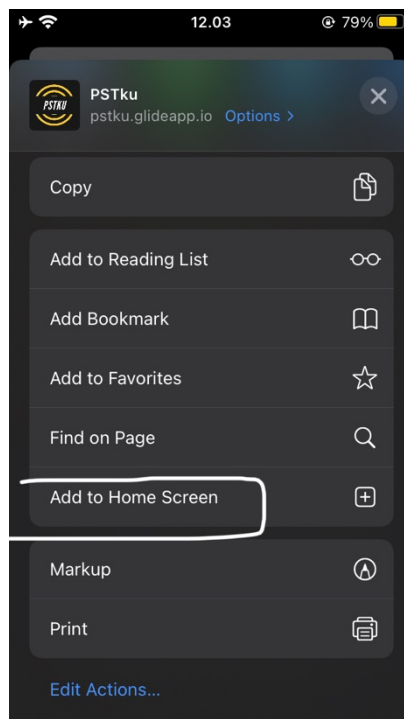 12.03 79%
PSTKU
PSTku
pstku.glideapp.io Options >
Copy
Add to Reading List
Add Bookmark
Add to Favorites
Find on Page
Add to Home Screen
Markup
Print
Edit Actions...